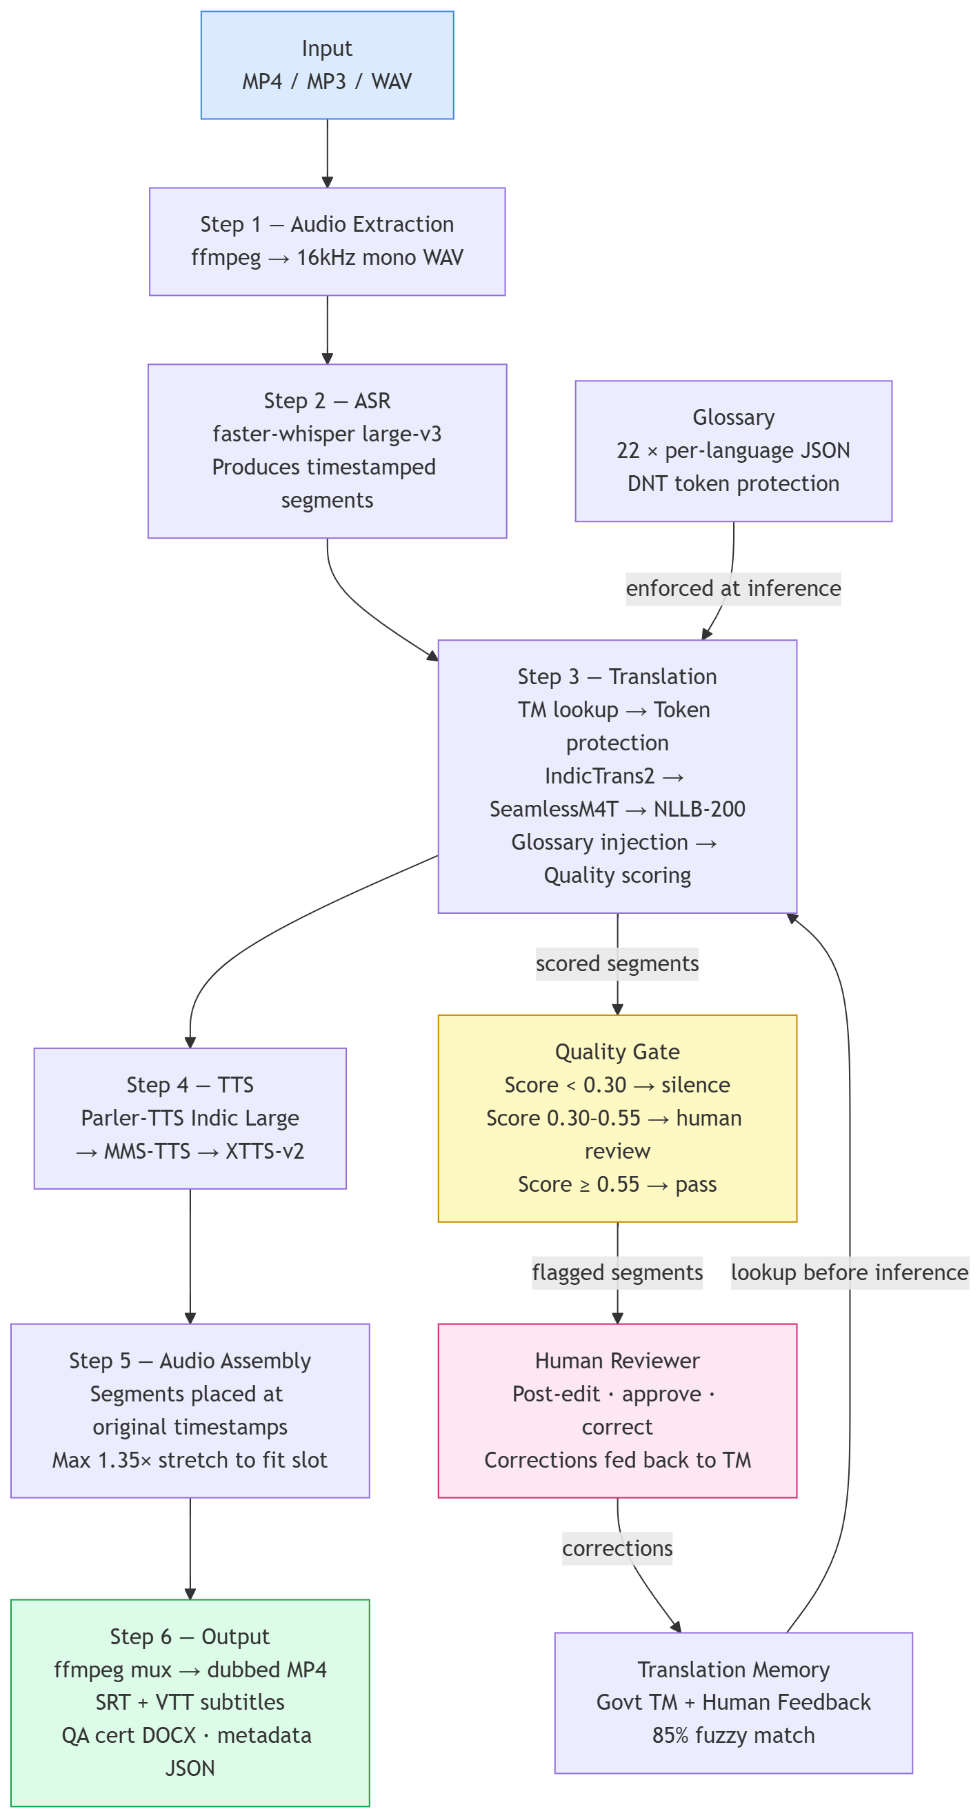 Input
MP4 / MP3 / WAV
Step 1 — Audio Extraction
ffmpeg → 16kHz mono WAV
Step 2 — ASR
faster-whisper large-v3
Produces timestamped
segments
Glossary
22 × per-language JSON
DNT token protection
enforced at inference
Step 3 — Translation
TM lookup → Token
protection
IndicTrans2 →
SeamlessM4T → NLLB-200
Glossary injection →
Quality scoring
scored segments
Quality Gate
Score < 0.30 → silence
Score 0.30-0.55 → human
review
Score ≥ 0.55 → pass
Step 4 — TTS
Parler-TTS Indic Large
→ MMS-TTS → XTTS-v2
flagged segments
lookup before inference
Step 5 — Audio Assembly
Segments placed at
original timestamps
Max 1.35× stretch to fit slot
Human Reviewer
Post-edit · approve ·
correct
Corrections fed back to TM
corrections
Step 6 — Output
ffmpeg mux → dubbed MP4
SRT + VTT subtitles
QA cert DOCX · metadata
JSON
Translation Memory
Govt TM + Human Feedback
85% fuzzy match